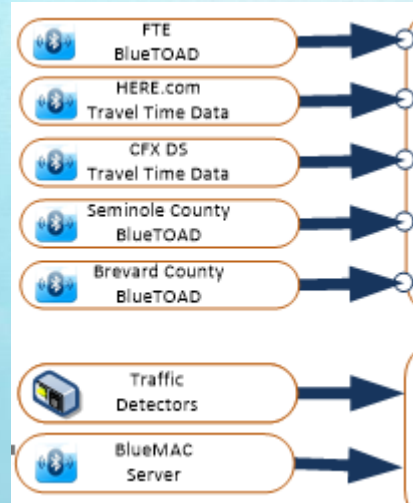 FTE
BlueTOAD
HERE.com
Travel Time Data
CFX DS
Travel Time Data
Seminole County
BlueTOAD
Brevard County
BlueTOAD
Traffic
Detectors
BlueMAC
Server